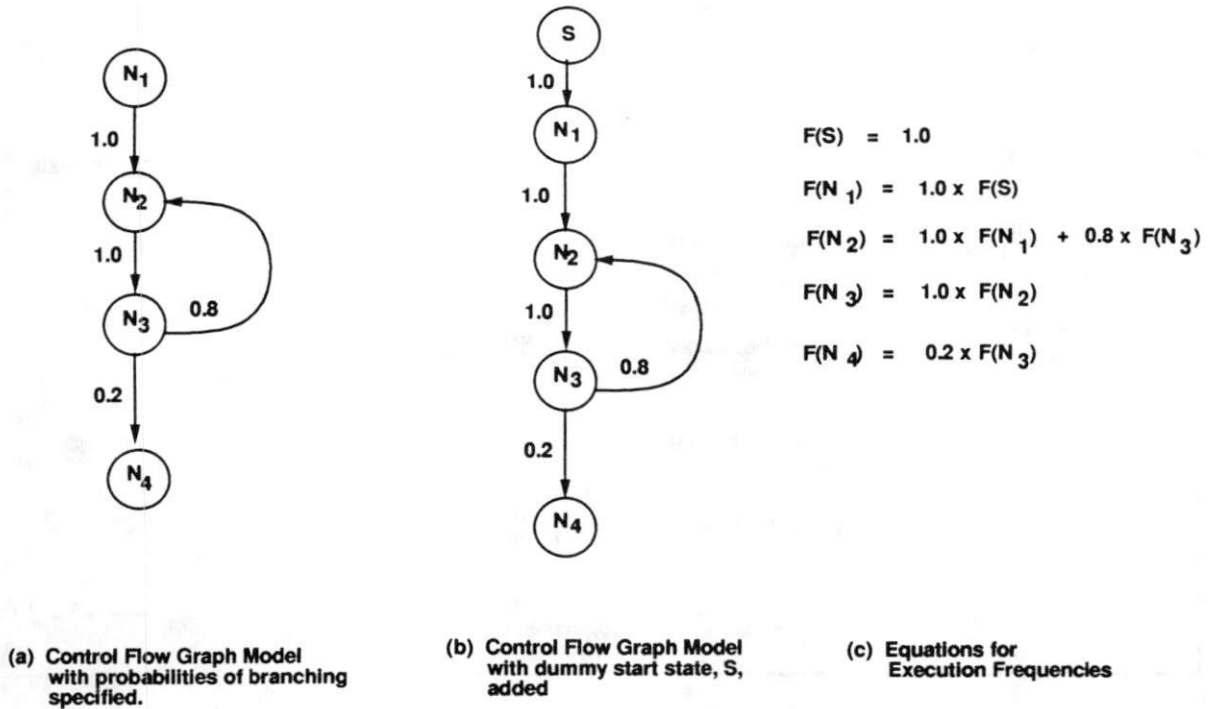 N1
1.0
N2
1.0
N3
0.8
0.2
N4
S
1.0
N1
1.0
N2
1.0
N3
0.8
0.2
N4
F(S) = 1.0
F(N 1) = 1.0 x F(S)
F(N 2) = 1.0 x F(N 1) + 0.8 x F(N 3)
F(N 3) = 1.0 x F(N2)
F(N 4) = 0.2 x F(N 3)
(a) Control Flow Graph Model
with probabilities of branching
specified.
(b) Control Flow Graph Model
with dummy start state, S,
added
(c) Equations for
Execution Frequencies